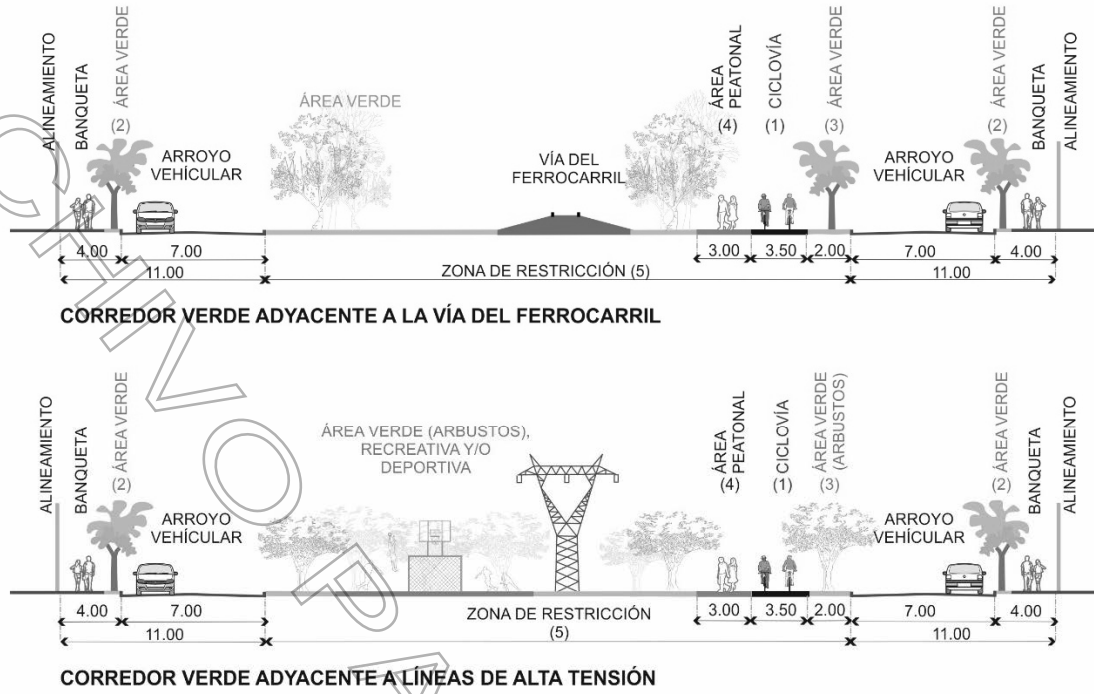 ALINEAMIENTO
BANQUETA
(2) ÁREA VERDE
ARROYO
VEHÍCULAR
ÁREA VERDE
VÍA DEL
FERROCARRIL
ÁREA
PEATONAL
(4)
CICLOVÍA
(1)
ÁREA VERDE
(3)
ARROYO
VEHÍCULAR
ÁREA VERDE
(2)
BANQUETA
ALINEAMIENTO
4.00 7.00 3.00 3.50 2.00 7.00 4.00
11.00 ZONA DE RESTRICCIÓN (5) 11.00
CORREDOR VERDE ADYACENTE A LA VÍA DEL FERROCARRIL
ALINEAMIENTO
BANQUETA
(2) ÁREA VERDE
ARROYO
VEHÍCULAR
ÁREA VERDE (ARBUSTOS),
RECREATIVA Y/O
DEPORTIVA
ÁREA
PEATONAL
(4)
CICLOVÍA
(1)
ÁREA VERDE
(ARBUSTOS)
(3)
ARROYO
VEHÍCULAR
ÁREA VERDE
(2)
BANQUETA
ALINEAMIENTO
4.00 7.00 ZONA DE RESTRICCIÓN 3.00 3.50 2.00 7.00 4.00
11.00 (5) 11.00
CORREDOR VERDE ADYACENTE A LÍNEAS DE ALTA TENSIÓN
CHIVO PA